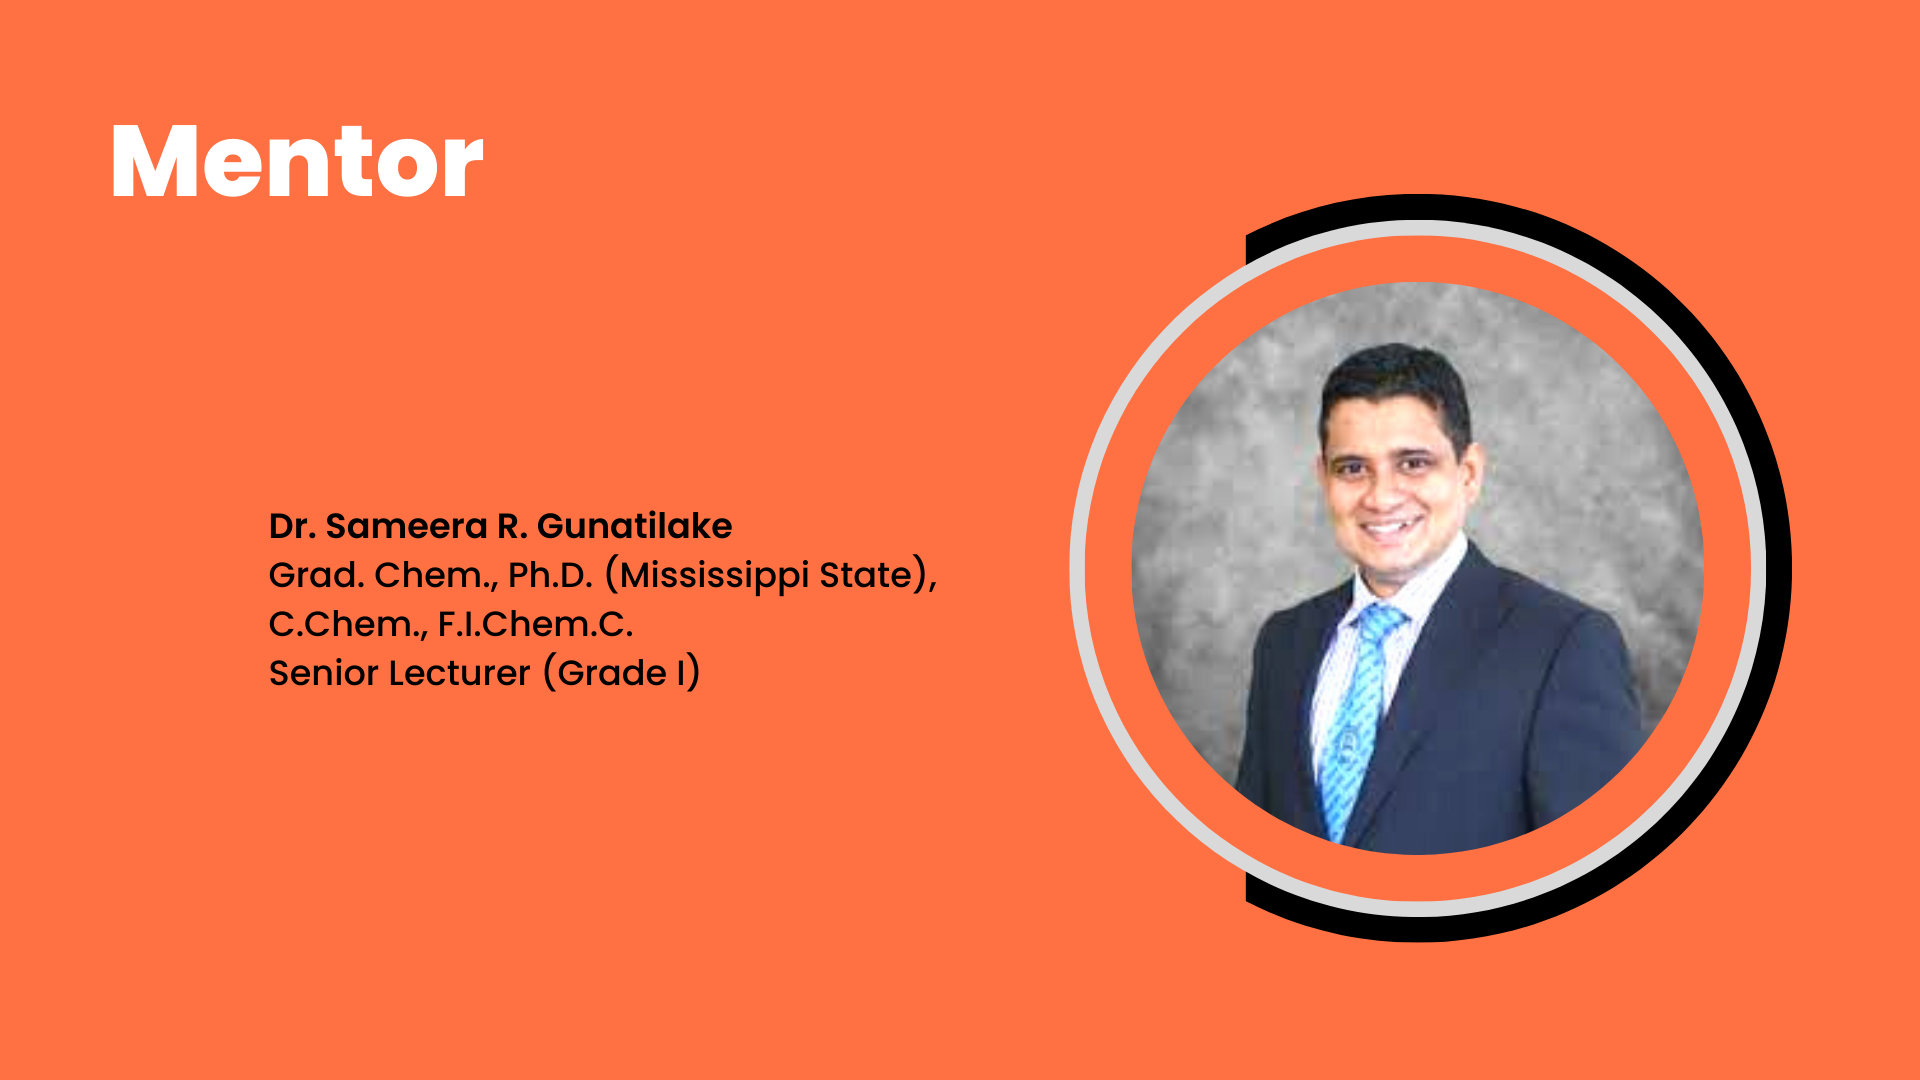 Mentor
Dr. Sameera R. Gunatilake
Grad. Chem., Ph.D. (Mississippi State),
C.Chem., F.I.Chem.C.
Senior Lecturer (Grade I)